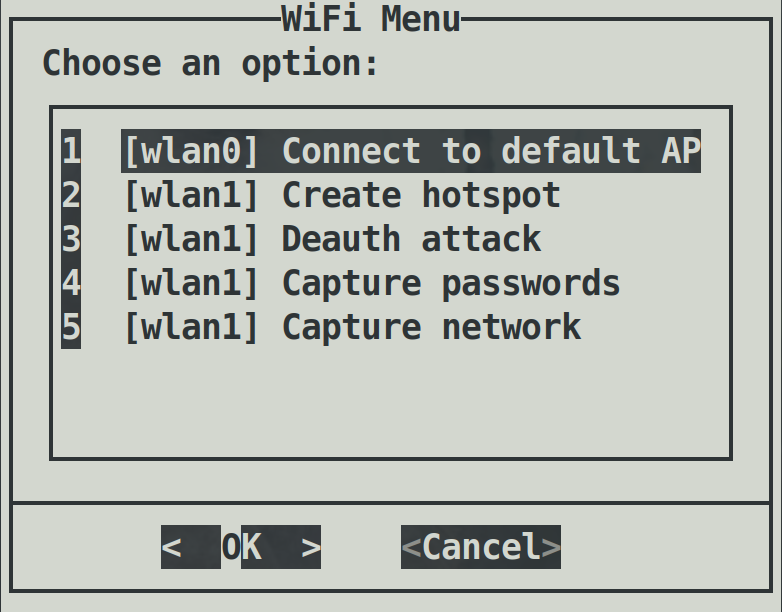 WiFi Menu
Choose an option:
1 [wlan0] Connect to default AP
2 [wlan1] Create hotspot
3 [wlan1] Deauth attack
4 [wlan1] Capture passwords
5 [wlan1] Capture network
< OK > <Cancel>